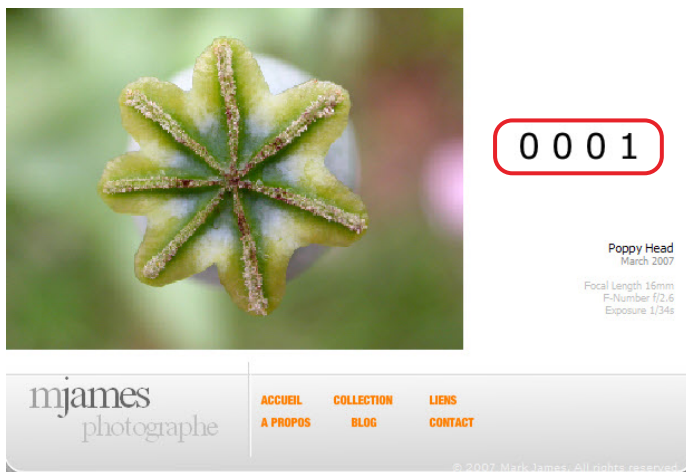 0 0 0 1
Poppy Head
March 2007
Focal Length 16mm
F-Number f/2.6
Exposure 1/34s
mjames
photographe
ACCUEIL COLLECTION LIENS
A PROPOS BLOG CONTACT
© 2007 Mark James. All rights reserved